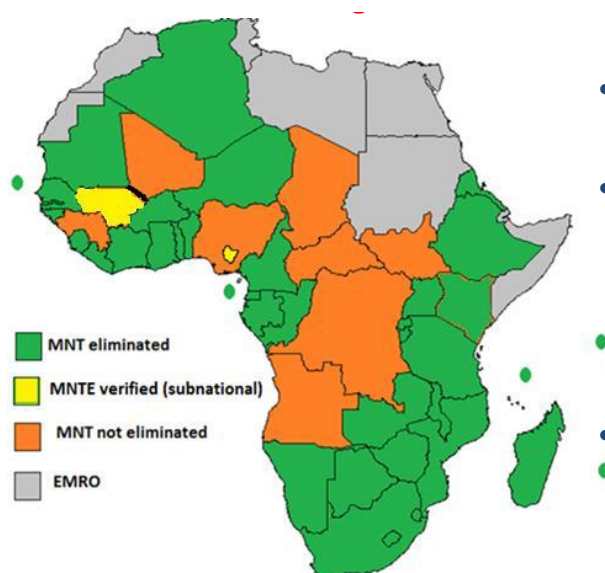 MNT eliminated
MNTE verified (subnational)
MNT not eliminated
EMRO